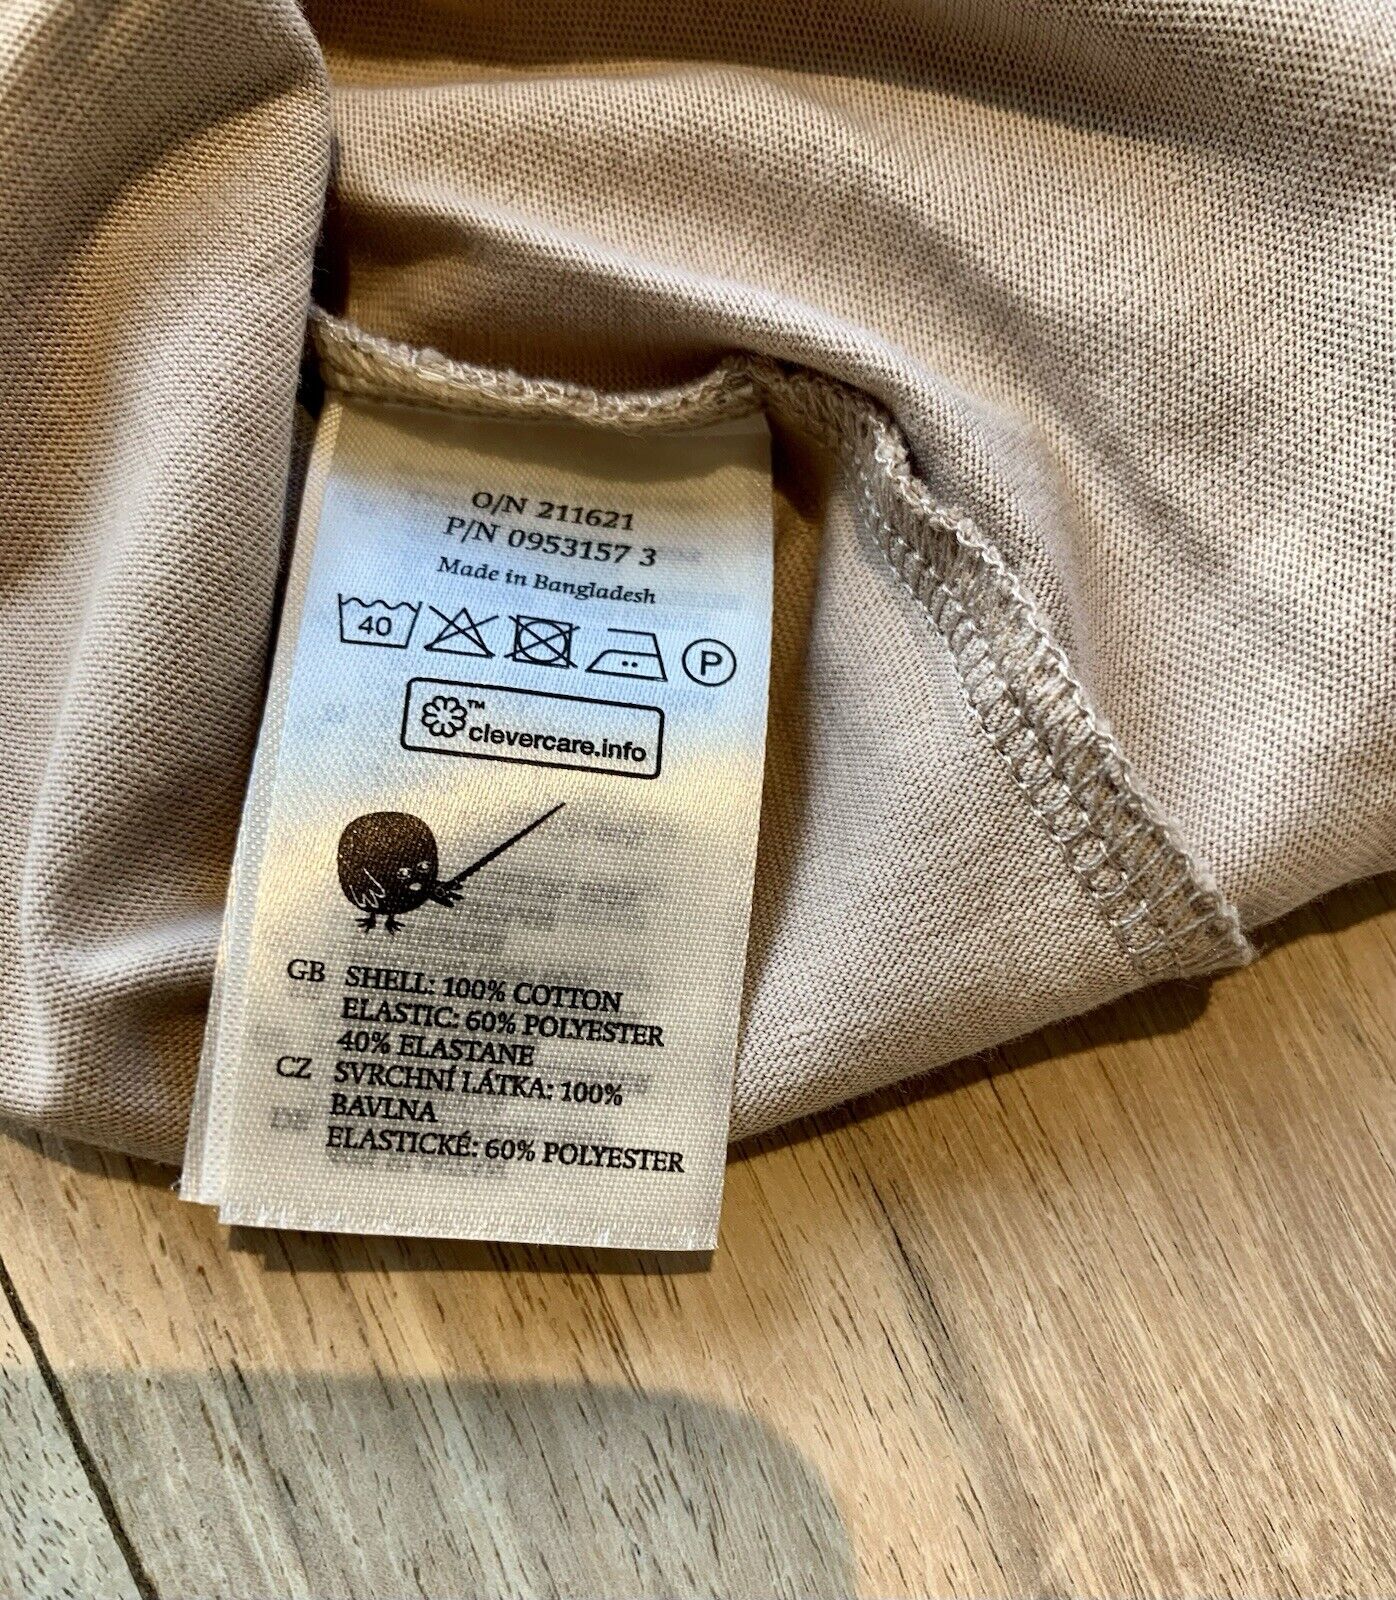 O/N 211621
P/N 0953157 3
Made in Bangladesh
40 P
™
clevercare.info
GB SHELL: 100% COTTON
ELASTIC: 60% POLYESTER
40% ELASTANE
CZ SVRCHNÍ LÁTKA: 100%
BAVLNA
ELASTICKÉ: 60% POLYESTER